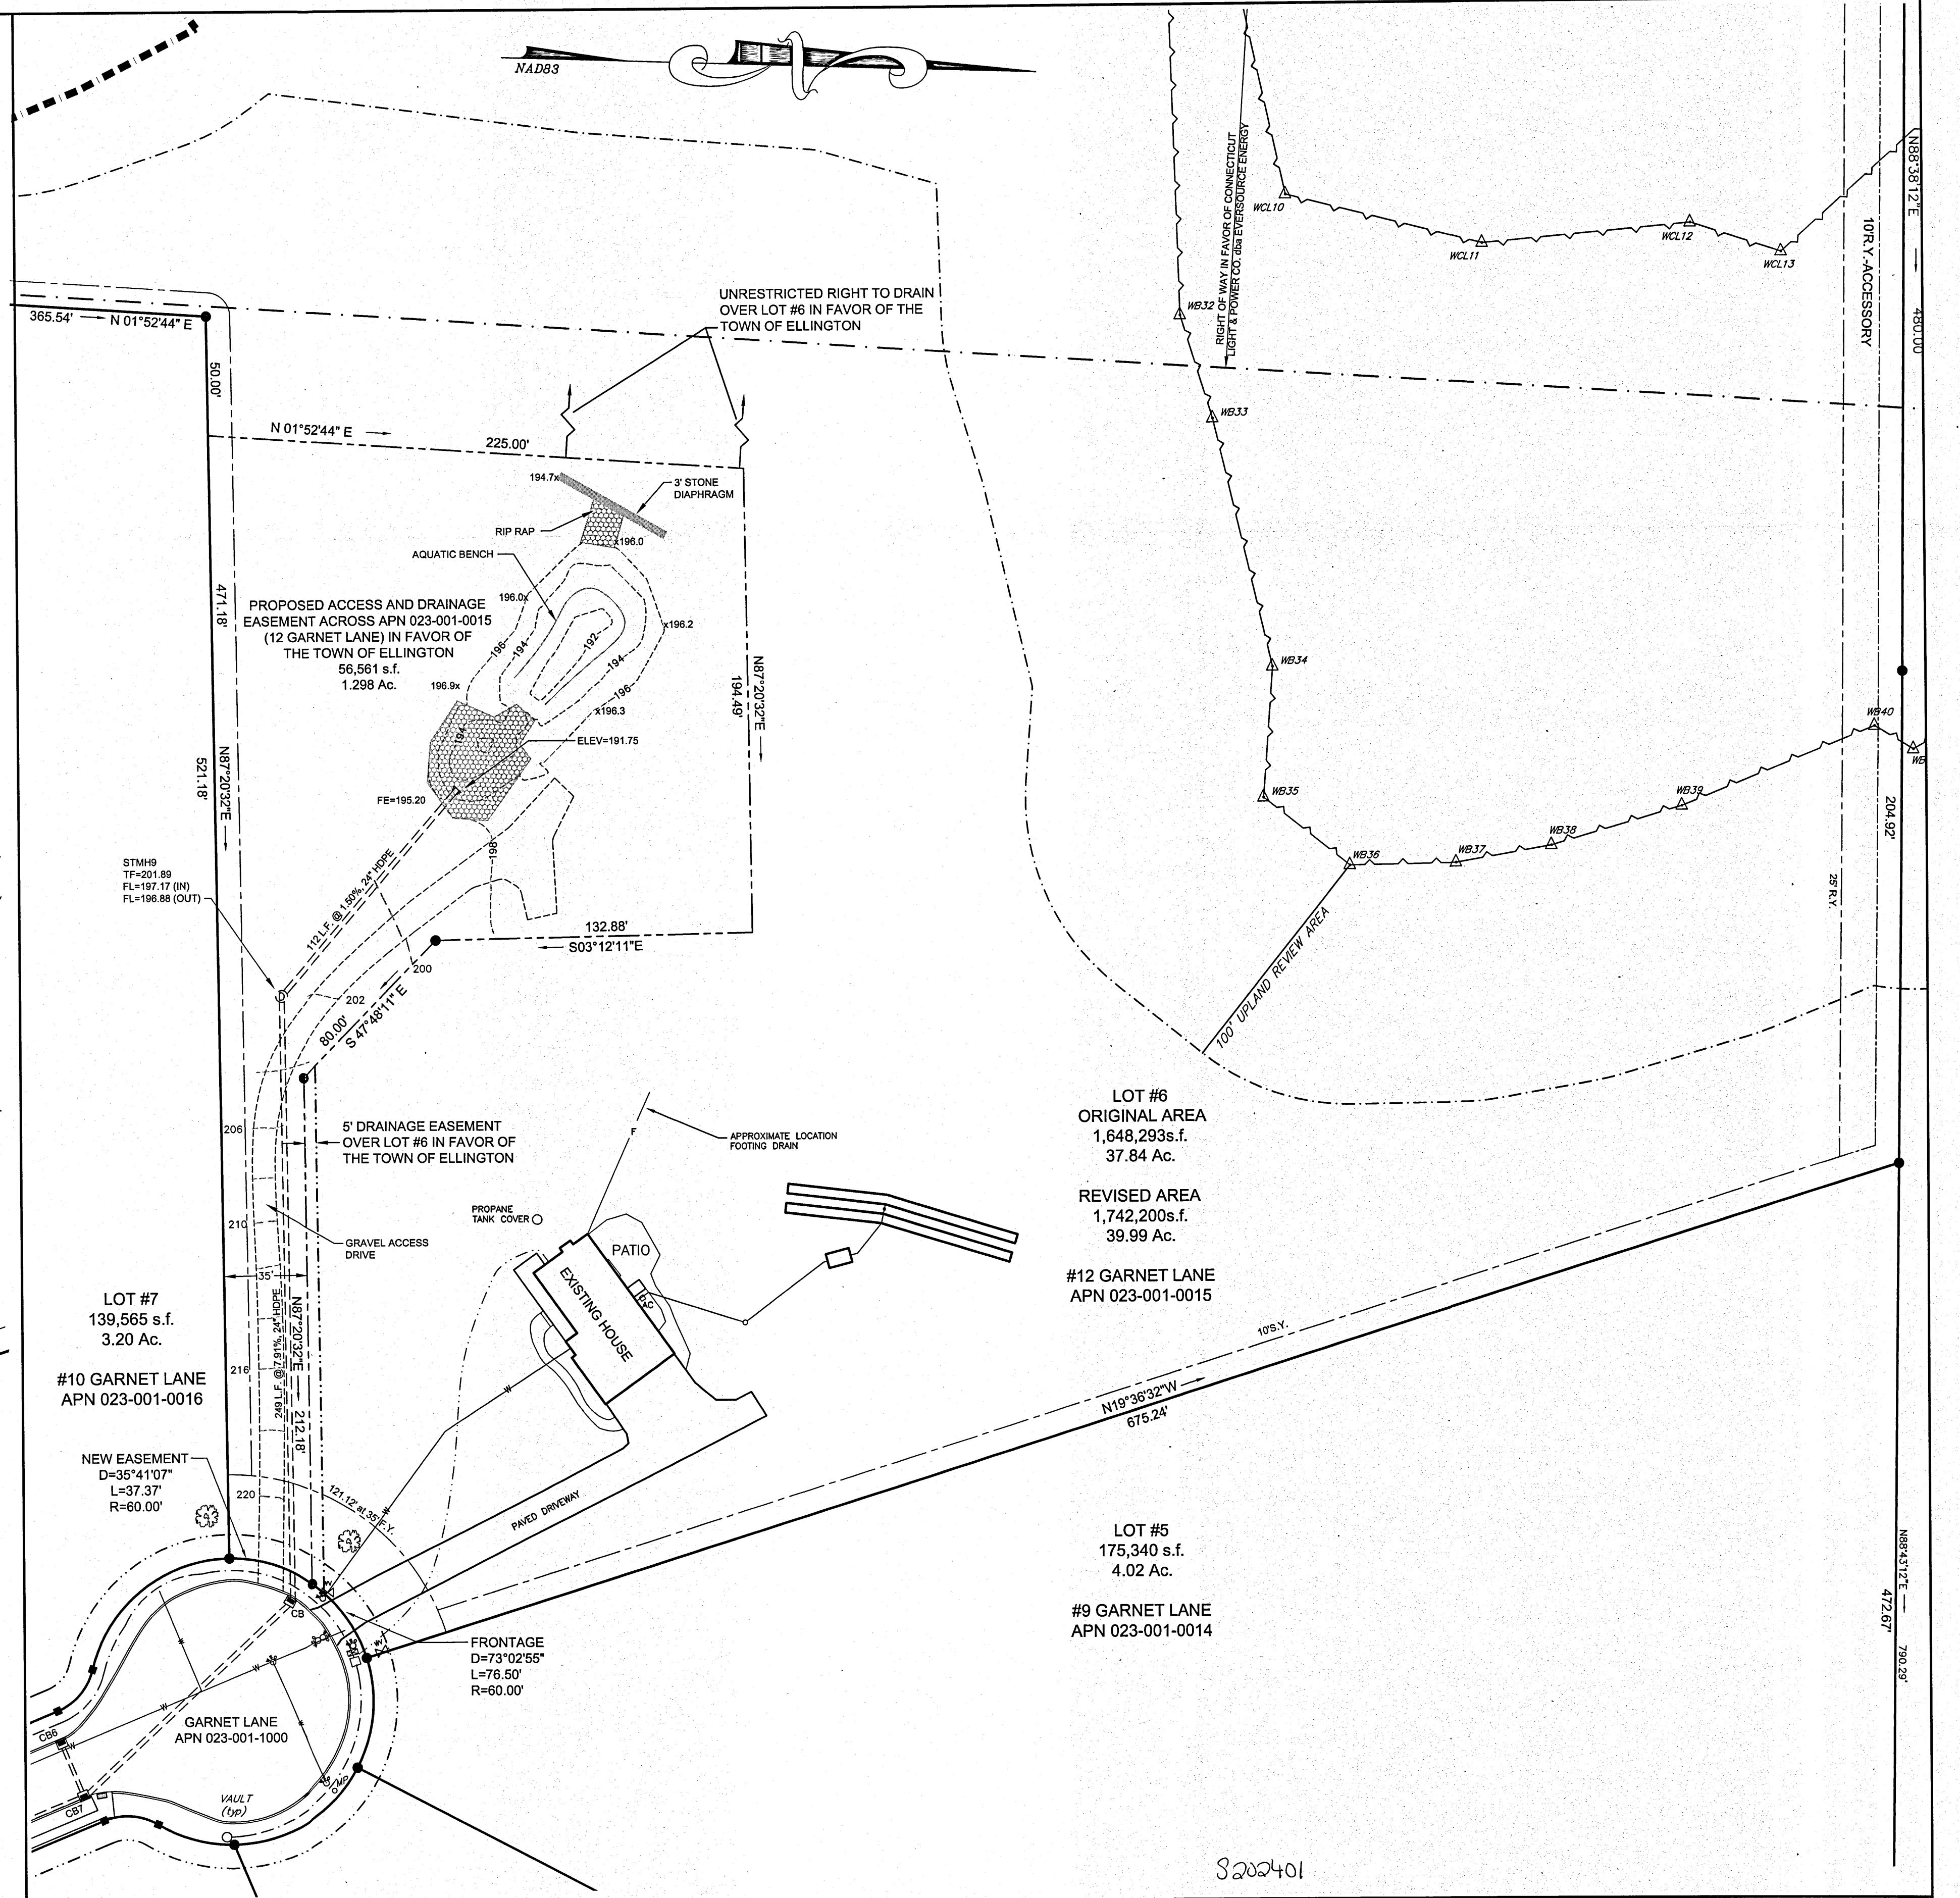 NAD83
RIGHT OF WAY IN FAVOR OF CONNECTICUT
LIGHT & POWER CO. dba EVERSOURCE ENERGY
WCL10
WCL11
WCL12
WCL13
N88°38'12"E
480.00
10'R.Y.-ACCESSORY
365.54'
N 01°52'44" E
50.00'
UNRESTRICTED RIGHT TO DRAIN
OVER LOT #6 IN FAVOR OF THE
TOWN OF ELLINGTON
WB32
WB33
N 01°52'44" E
225.00'
194.7x
3' STONE
DIAPHRAGM
RIP RAP
x196.0
AQUATIC BENCH
196.0x
471.18'
PROPOSED ACCESS AND DRAINAGE
EASEMENT ACROSS APN 023-001-0015
(12 GARNET LANE) IN FAVOR OF
THE TOWN OF ELLINGTON
56,561 s.f.
1.298 Ac.
196
194
192
x196.2
194
196
196.9x
x196.3
194
ELEV=191.75
N87°20'32"E
194.49'
WB34
WB35
WB36
WB37
WB38
WB39
WB40
WB
204.92'
25'R.Y.
N87°20'32"E
521.18'
FE=195.20
198
STMH9
TF=201.89
FL=197.17 (IN)
FL=196.88 (OUT)
112 L.F. @ 1.50%, 24" HDPE
132.88'
S03°12'11"E
200
202
80.00'
S 47°48'11" E
100' UPLAND REVIEW AREA
206
5' DRAINAGE EASEMENT
OVER LOT #6 IN FAVOR OF
THE TOWN OF ELLINGTON
F
APPROXIMATE LOCATION
FOOTING DRAIN
LOT #6
ORIGINAL AREA
1,648,293s.f.
37.84 Ac.
REVISED AREA
1,742,200s.f.
39.99 Ac.
#12 GARNET LANE
APN 023-001-0015
210
GRAVEL ACCESS
DRIVE
PROPANE
TANK COVER
PATIO
EXISTING HOUSE
35'
LOT #7
139,565 s.f.
3.20 Ac.
#10 GARNET LANE
APN 023-001-0016
216
249 L.F. @ 7.91%, 24" HDPE
N87°20'32"E
212.18'
W
10'S.Y.
N19°36'32"W
675.24'
NEW EASEMENT
D=35°41'07"
L=37.37'
R=60.00'
220
121.12' at 35' F.Y.
W
PAVED DRIVEWAY
LOT #5
175,340 s.f.
4.02 Ac.
#9 GARNET LANE
APN 023-001-0014
N88°43'12"E
472.67'
790.29'
CB
FRONTAGE
D=73°02'55"
L=76.50'
R=60.00'
W
W
W
W
W
GARNET LANE
APN 023-001-1000
CB6
CB7
MP
VAULT
(typ)
S202401